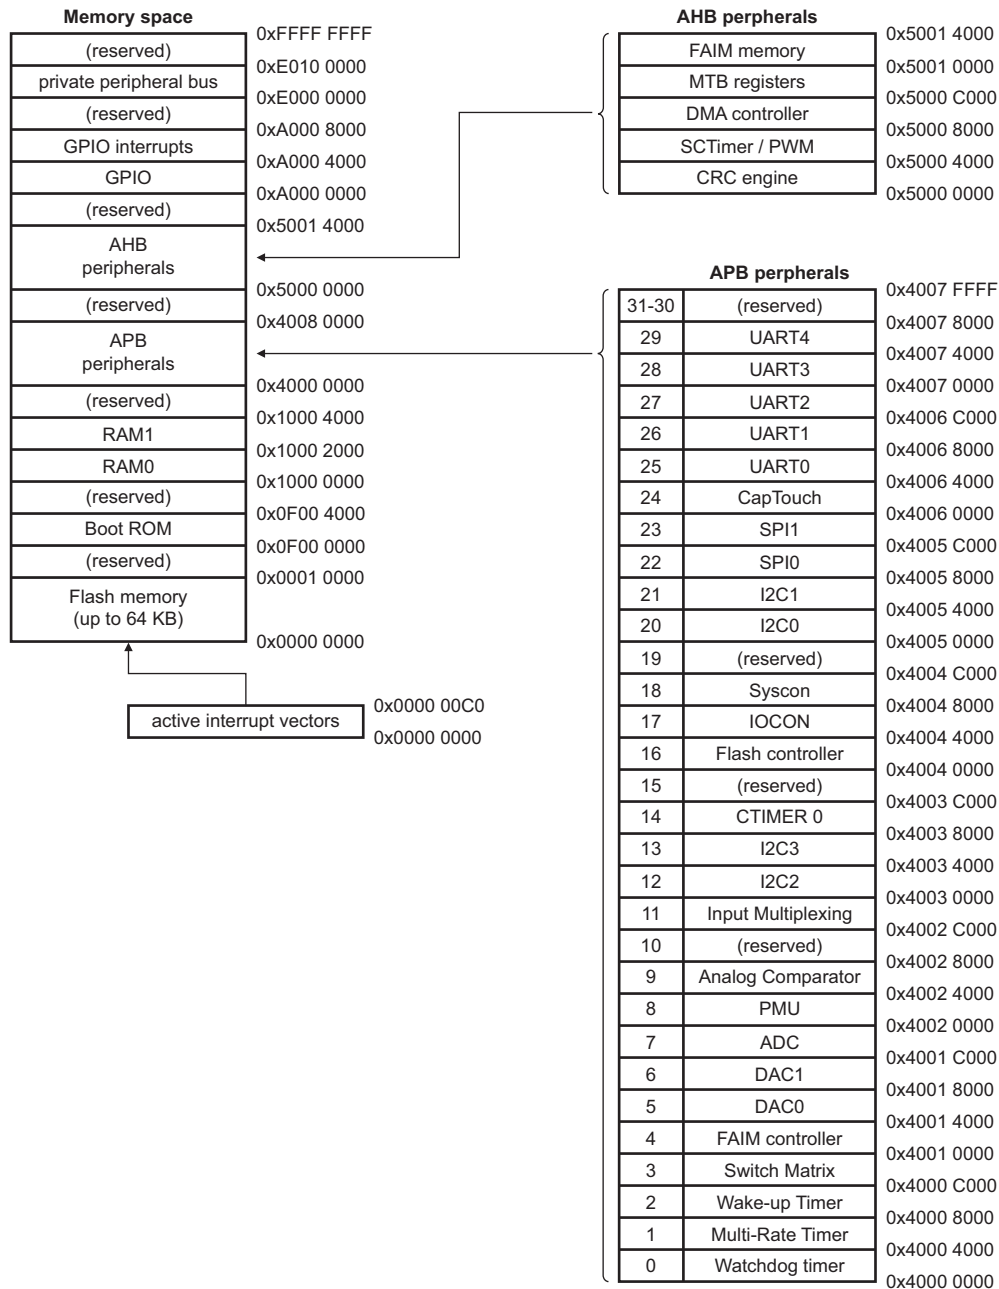 Memory space
0xFFFF FFFF
(reserved)
0xE010 0000
private peripheral bus
0xE000 0000
(reserved)
0xA000 8000
GPIO interrupts
0xA000 4000
GPIO
0xA000 0000
(reserved)
0x5001 4000
AHB
peripherals
0x5000 0000
(reserved)
0x4008 0000
APB
peripherals
0x4000 0000
(reserved)
0x1000 4000
RAM1
0x1000 2000
RAM0
0x1000 0000
(reserved)
0x0F00 4000
Boot ROM
0x0F00 0000
(reserved)
0x0001 0000
Flash memory
(up to 64 KB)
0x0000 0000
0x0000 00C0
active interrupt vectors
0x0000 0000
AHB perpherals
0x5001 4000
FAIM memory
0x5001 0000
MTB registers
0x5000 C000
DMA controller
0x5000 8000
SCTimer / PWM
0x5000 4000
CRC engine
0x5000 0000
APB perpherals
0x4007 FFFF
31-30 (reserved)
0x4007 8000
29 UART4
0x4007 4000
28 UART3
0x4007 0000
27 UART2
0x4006 C000
26 UART1
0x4006 8000
25 UART0
0x4006 4000
24 CapTouch
0x4006 0000
23 SPI1
0x4005 C000
22 SPI0
0x4005 8000
21 I2C1
0x4005 4000
20 I2C0
0x4005 0000
19 (reserved)
0x4004 C000
18 Syscon
0x4004 8000
17 IOCON
0x4004 4000
16 Flash controller
0x4004 0000
15 (reserved)
0x4003 C000
14 CTIMER 0
0x4003 8000
13 I2C3
0x4003 4000
12 I2C2
0x4003 0000
11 Input Multiplexing
0x4002 C000
10 (reserved)
0x4002 8000
9 Analog Comparator
0x4002 4000
8 PMU
0x4002 0000
7 ADC
0x4001 C000
6 DAC1
0x4001 8000
5 DAC0
0x4001 4000
4 FAIM controller
0x4001 0000
3 Switch Matrix
0x4000 C000
2 Wake-up Timer
0x4000 8000
1 Multi-Rate Timer
0x4000 4000
0 Watchdog timer
0x4000 0000